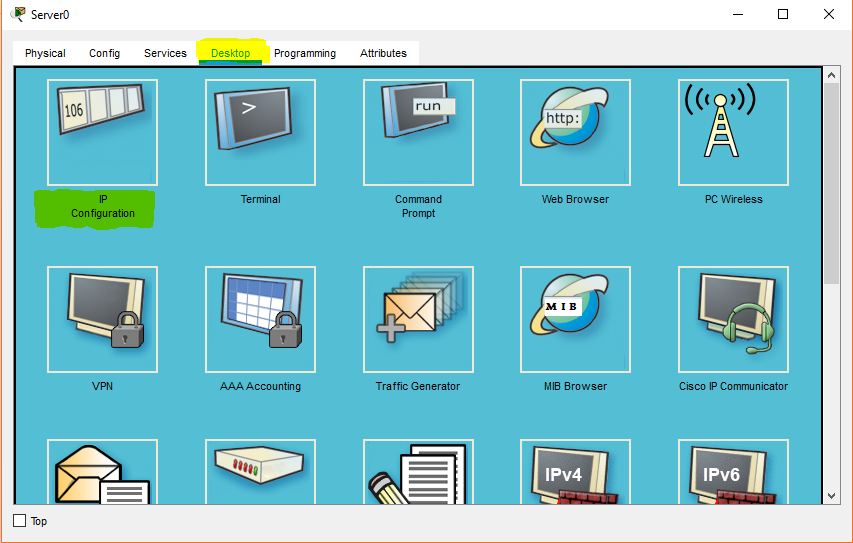 Server0
Physical
Config
Services
Desktop
Programming
Attributes
106
>
run
http:
IP
Configuration
Terminal
Command
Prompt
Web Browser
PC Wireless
MIB
VPN
AAA Accounting
Traffic Generator
MIB Browser
Cisco IP Communicator
IPv4
IPv6
Top